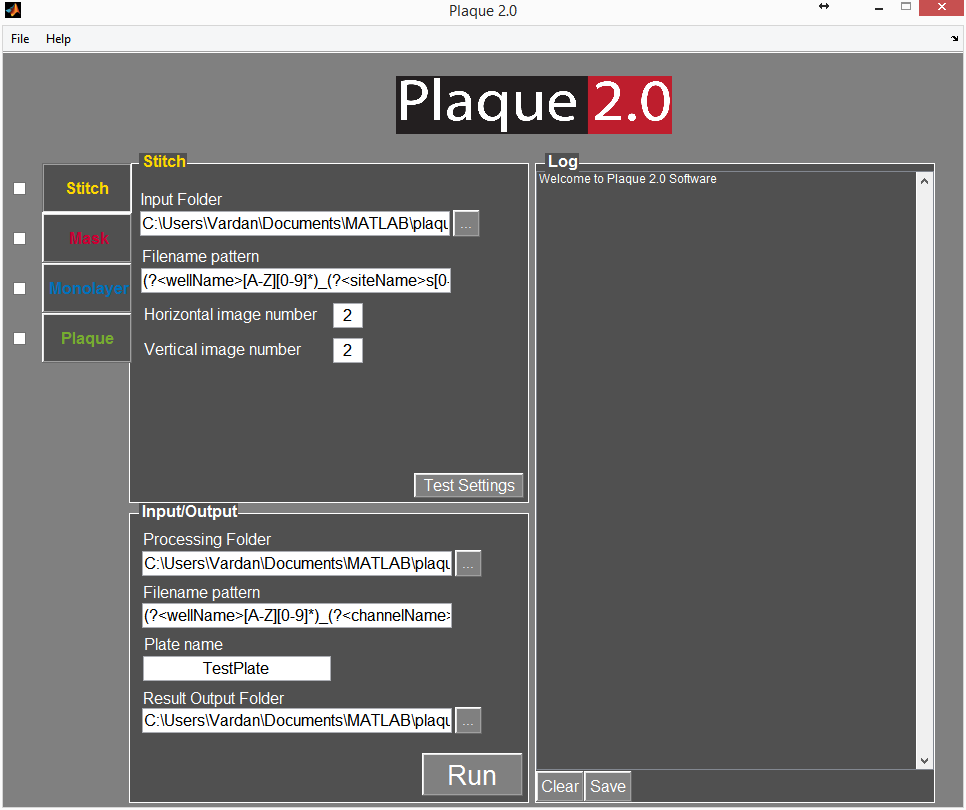 Plaque 2.0
File Help
Plaque 2.0
Stitch
Mask
Monolayer
Plaque
Stitch
Input Folder
C:\Users\Vardan\Documents\MATLAB\plaqu
...
Filename pattern
(?<wellName>[A-Z][0-9]*)_(?<siteName>s[0-
Horizontal image number 2
Vertical image number 2
Test Settings
Input/Output
Processing Folder
C:\Users\Vardan\Documents\MATLAB\plaqu
...
Filename pattern
(?<wellName>[A-Z][0-9]*)_(?<channelName>
Plate name
TestPlate
Result Output Folder
C:\Users\Vardan\Documents\MATLAB\plaqu
...
Run
Log
Welcome to Plaque 2.0 Software
Clear Save